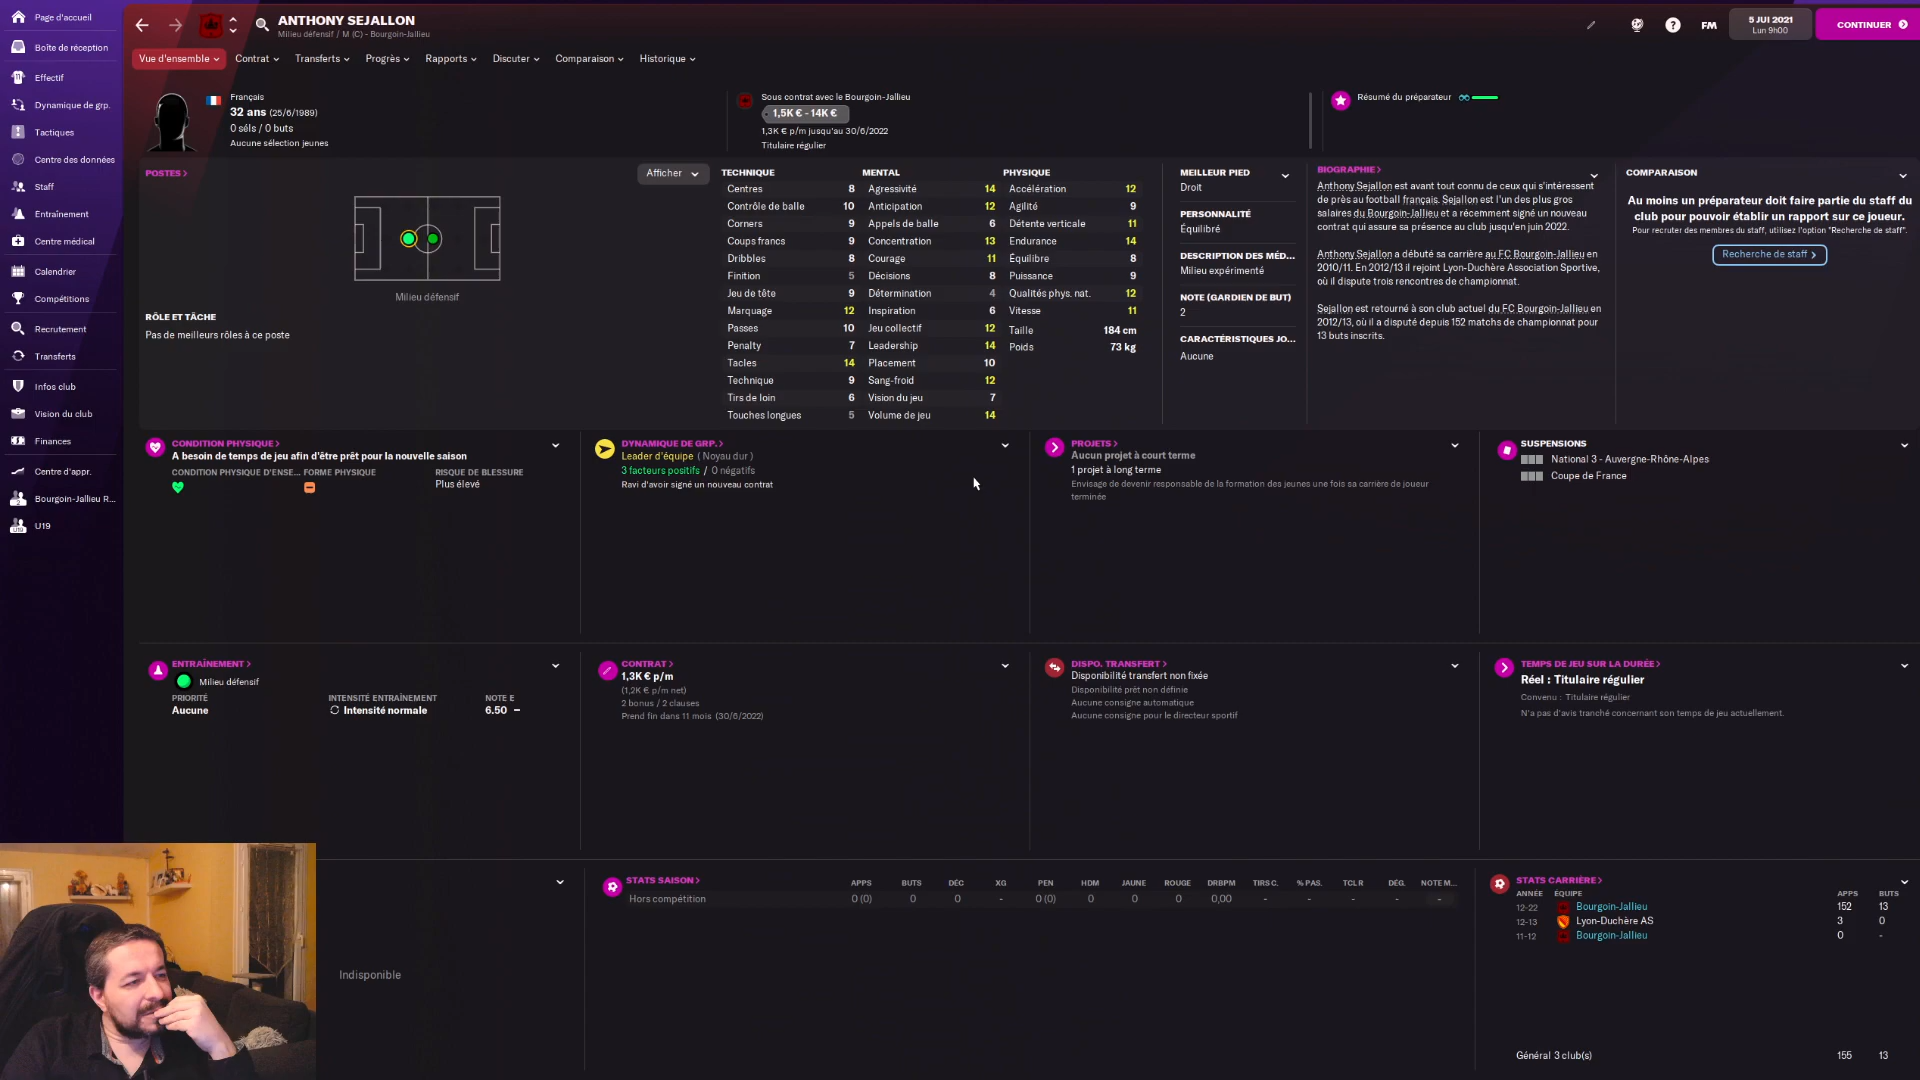 Page d'accueil
Boîte de réception
Effectif
Dynamique de grp.
Tactiques
Centre des données
Staff
Entraînement
Centre médical
Calendrier
Compétitions
Recrutement
Transferts
Infos club
Vision du club
Finances
Centre d'appr.
Bourgoin-Jallieu R...
U19
ANTHONY SEJALLON
Milieu défensif / M (C) - Bourgoin-Jallieu
FM
5 JUI 2021
Lun 9h00
CONTINUER
Vue d'ensemble
Contrat
Transferts
Progrès
Rapports
Discuter
Comparaison
Historique
Français
32 ans (25/6/1989)
0 séls / 0 buts
Aucune sélection jeunes
Sous contrat avec le Bourgoin-Jallieu
1,5K € - 14K €
1,3K € p/m jusqu'au 30/6/2022
Titulaire régulier
Résumé du préparateur
POSTES
Afficher
Milieu défensif
RÔLE ET TÂCHE
Pas de meilleurs rôles à ce poste
TECHNIQUE
Centres 8
Contrôle de balle 10
Corners 9
Coups francs 9
Dribbles 8
Finition 5
Jeu de tête 9
Marquage 12
Passes 10
Penalty 7
Tacles 14
Technique 9
Tirs de loin 6
Touches longues 5
MENTAL
Agressivité 14
Anticipation 12
Appels de balle 6
Concentration 13
Courage 11
Décisions 8
Détermination 4
Inspiration 6
Jeu collectif 12
Leadership 14
Placement 10
Sang-froid 12
Vision du jeu 7
Volume de jeu 14
PHYSIQUE
Accélération 12
Agilité 9
Détente verticale 11
Endurance 14
Équilibre 8
Puissance 9
Qualités phys. nat. 12
Vitesse 11
Taille 184 cm
Poids 73 kg
MEILLEUR PIED
Droit
PERSONNALITÉ
Équilibré
DESCRIPTION DES MÉD...
Milieu expérimenté
NOTE (GARDIEN DE BUT)
2
CARACTÉRISTIQUES JO...
Aucune
BIOGRAPHIE
Anthony Sejallon est avant tout connu de ceux qui s'intéressent
de près au football français. Sejallon est l'un des plus gros
salaires du Bourgoin-Jallieu et a récemment signé un nouveau
contrat qui assure sa présence au club jusqu'en juin 2022.
Anthony Sejallon a débuté sa carrière au FC Bourgoin-Jallieu en
2010/11. En 2012/13 il rejoint Lyon-Duchère Association Sportive,
où il dispute trois rencontres de championnat.
Sejallon est retourné à son club actuel du FC Bourgoin-Jallieu en
2012/13, où il a disputé depuis 152 matchs de championnat pour
13 buts inscrits.
COMPARAISON
Au moins un préparateur doit faire partie du staff du
club pour pouvoir établir un rapport sur ce joueur.
Pour recruter des membres du staff, utilisez l'option "Recherche de staff".
Recherche de staff
CONDITION PHYSIQUE
A besoin de temps de jeu afin d'être prêt pour la nouvelle saison
CONDITION PHYSIQUE D'ENSE... FORME PHYSIQUE RISQUE DE BLESSURE
Plus élevé
DYNAMIQUE DE GRP.
Leader d'équipe ( Noyau dur )
3 facteurs positifs / 0 négatifs
Ravi d'avoir signé un nouveau contrat
PROJETS
Aucun projet à court terme
1 projet à long terme
Envisage de devenir responsable de la formation des jeunes une fois sa carrière de joueur
terminée
SUSPENSIONS
National 3 - Auvergne-Rhône-Alpes
Coupe de France
ENTRAÎNEMENT
Milieu défensif
PRIORITÉ INTENSITÉ ENTRAÎNEMENT NOTE E
Aucune Intensité normale 6.50 –
CONTRAT
1,3K € p/m
(1,2K € p/m net)
2 bonus / 2 clauses
Prend fin dans 11 mois (30/6/2022)
DISPO. TRANSFERT
Disponibilité transfert non fixée
Disponibilité prêt non définie
Aucune consigne automatique
Aucune consigne pour le directeur sportif
TEMPS DE JEU SUR LA DURÉE
Réel : Titulaire régulier
Convenu : Titulaire régulier
N'a pas d'avis tranché concernant son temps de jeu actuellement.
Indisponible
STATS SAISON APPS BUTS DÉC XG PEN HDM JAUNE ROUGE DRBPM TIRS C. % PAS. TCL R DÉG. NOTE M...
Hors compétition 0 (0) 0 0 - 0 (0) 0 0 0 0,00 - - - - -
STATS CARRIÈRE
ANNÉE ÉQUIPE APPS BUTS
12-22 Bourgoin-Jallieu 152 13
12-13 Lyon-Duchère AS 3 0
11-12 Bourgoin-Jallieu 0 -
Général 3 club(s) 155 13